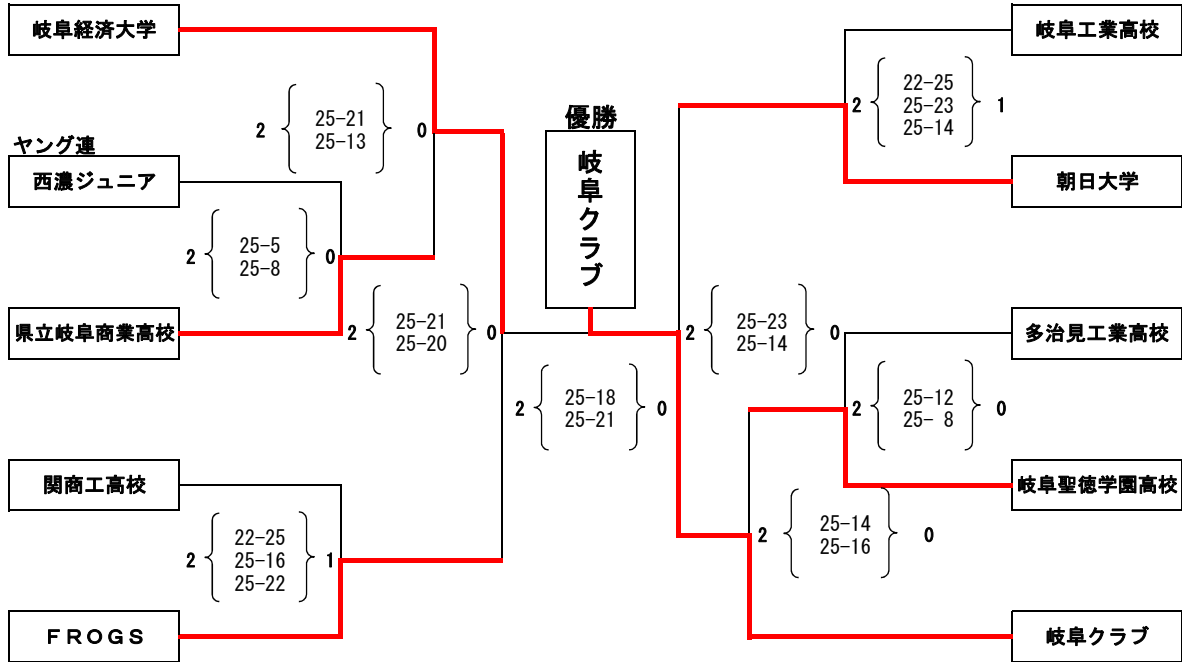 岐阜経済大学
2
25-21
25-13
0
ヤング連
西濃ジュニア
2
25-5
25-8
0
県立岐阜商業高校
2
25-21
25-20
0
関商工高校
2
22-25
25-16
25-22
1
FROGS
優勝
岐阜クラブ
2
25-18
25-21
0
岐阜工業高校
2
22-25
25-23
25-14
1
朝日大学
2
25-23
25-14
0
多治見工業高校
2
25-12
25- 8
0
岐阜聖徳学園高校
2
25-14
25-16
0
岐阜クラブ